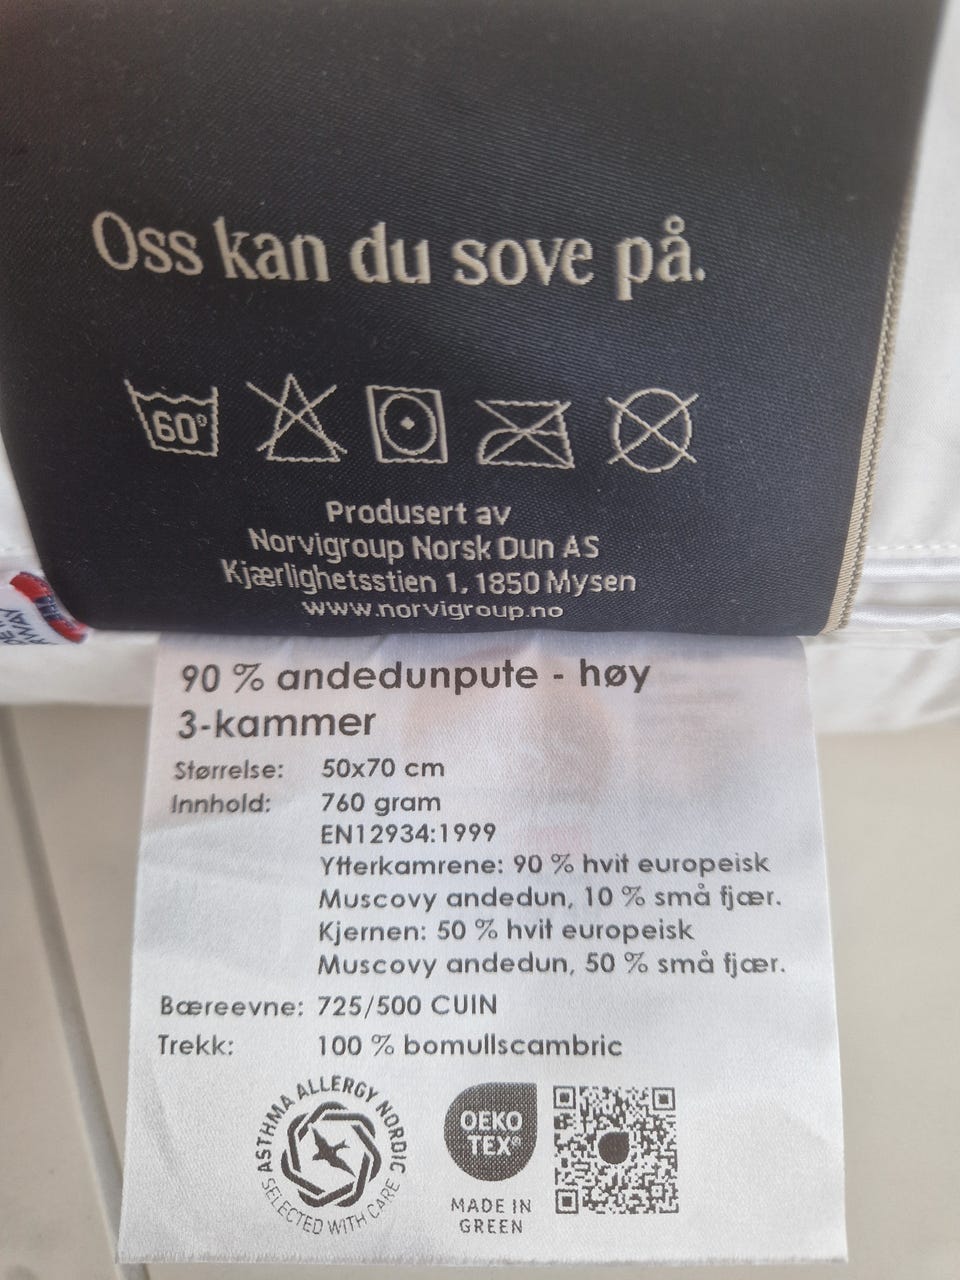 Oss kan du sove på.
60°
Produsert av
Norvigroup Norsk Dun AS
Kjærlighetsstien 1, 1850 Mysen
www.norvigroup.no
90 % andedunpute - høy
3-kammer
Størrelse: 50x70 cm
Innhold: 760 gram
EN12934:1999
Ytterkamrene: 90 % hvit europeisk
Muscovy andedun, 10 % små fjær.
Kjernen: 50 % hvit europeisk
Muscovy andedun, 50 % små fjær.
Bæreevne: 725/500 CUIN
Trekk: 100 % bomullscambric
ASTHMA ALLERGY NORDIC
SELECTED WITH CARE
OEKO
TEX®
MADE IN
GREEN